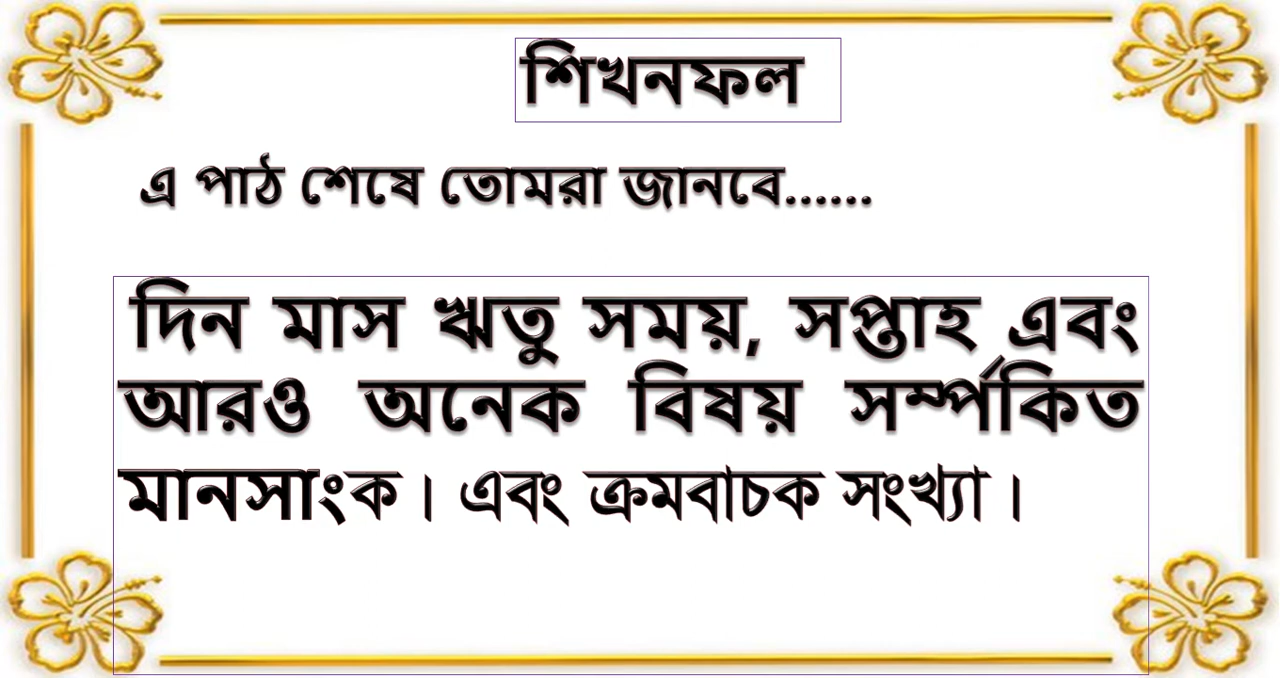 শিখনফল
এ পাঠ শেষে তোমরা জানবে......
দিন মাস ঋতু সময়, সপ্তাহ এবং
আরও অনেক বিষয় সর্ম্পকিত
মানসাংক। এবং ক্রমবাচক সংখ্যা।